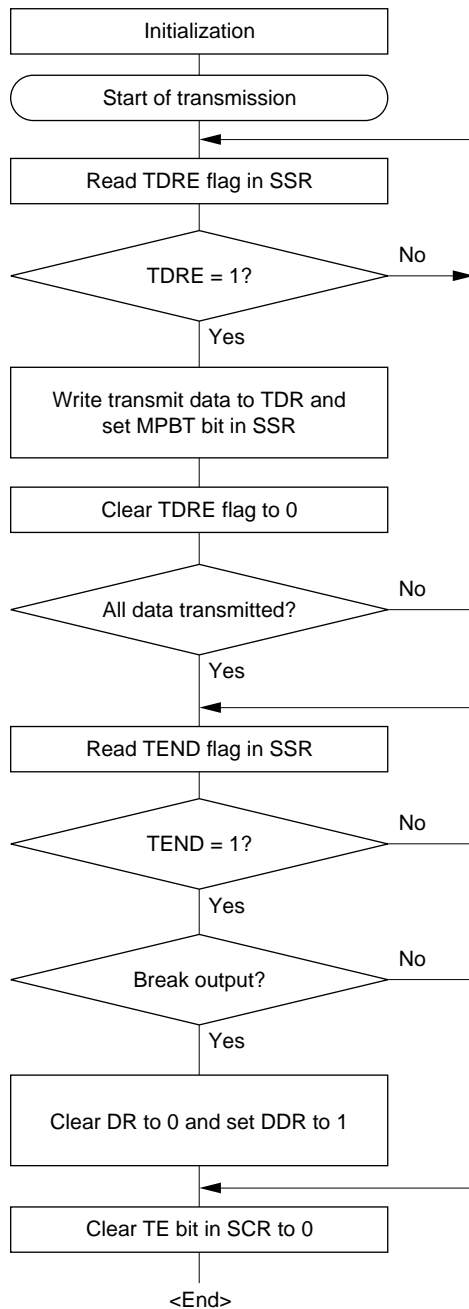 Initialization
Start of transmission
Read TDRE flag in SSR
TDRE = 1?
No
Yes
Write transmit data to TDR and
set MPBT bit in SSR
Clear TDRE flag to 0
All data transmitted?
No
Yes
Read TEND flag in SSR
TEND = 1?
No
Yes
Break output?
No
Yes
Clear DR to 0 and set DDR to 1
Clear TE bit in SCR to 0
<End>